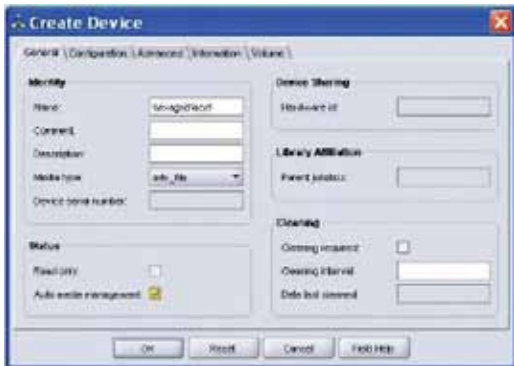 Create Device
General Configuration Advanced Information Volume
Identity
Name:
Comment:
Description:
Media type: adv_file
Device serial number:
Status
Read only:
Auto media management:
Device Sharing
Hardware id:
Library Affiliation
Parent jukebox:
Cleaning
Cleaning required:
Cleaning interval:
Date last cleaned:
OK Reset Cancel Field Help